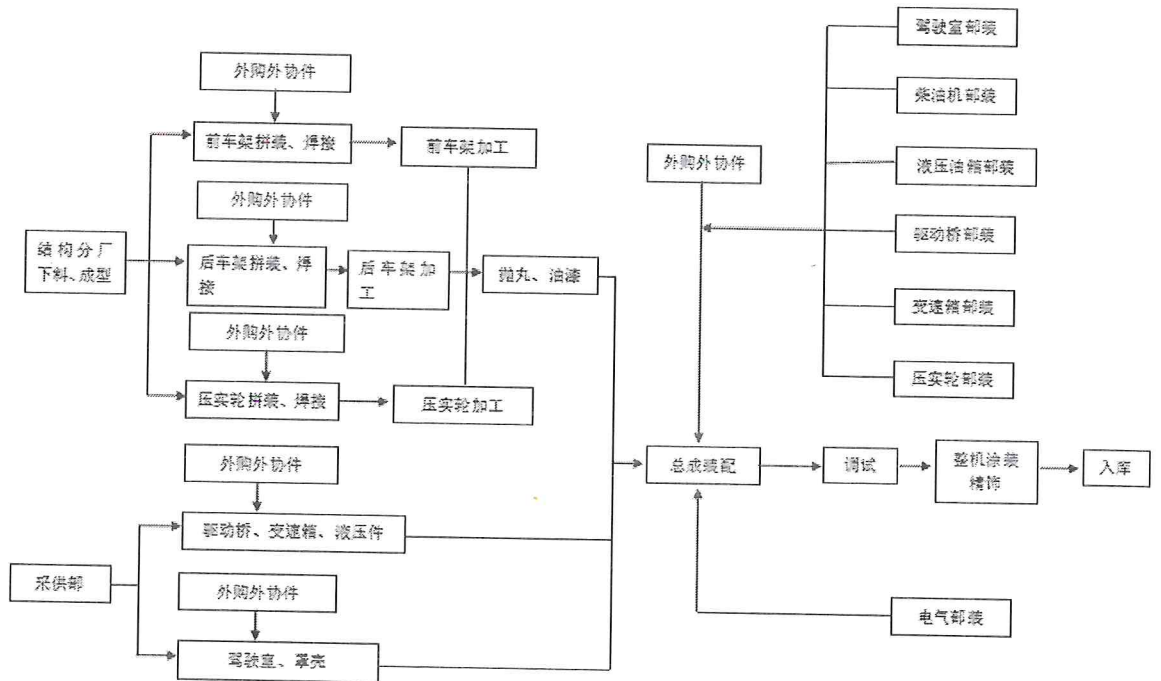 外购外协件
前车架拼装、焊接
前车架加工
外购外协件
结构分厂
下料、成型
后车架拼装、焊
接
后车架加
工
抛丸、油漆
外购外协件
压实轮拼装、焊接
压实轮加工
外购外协件
驱动桥、变速箱、液压件
采供部
外购外协件
驾驶室、罩壳
外购外协件
驾驶室部装
柴油机部装
液压油箱部装
驱动桥部装
变速箱部装
压实轮部装
总成装配
调试
整机涂装
精饰
入库
电气部装